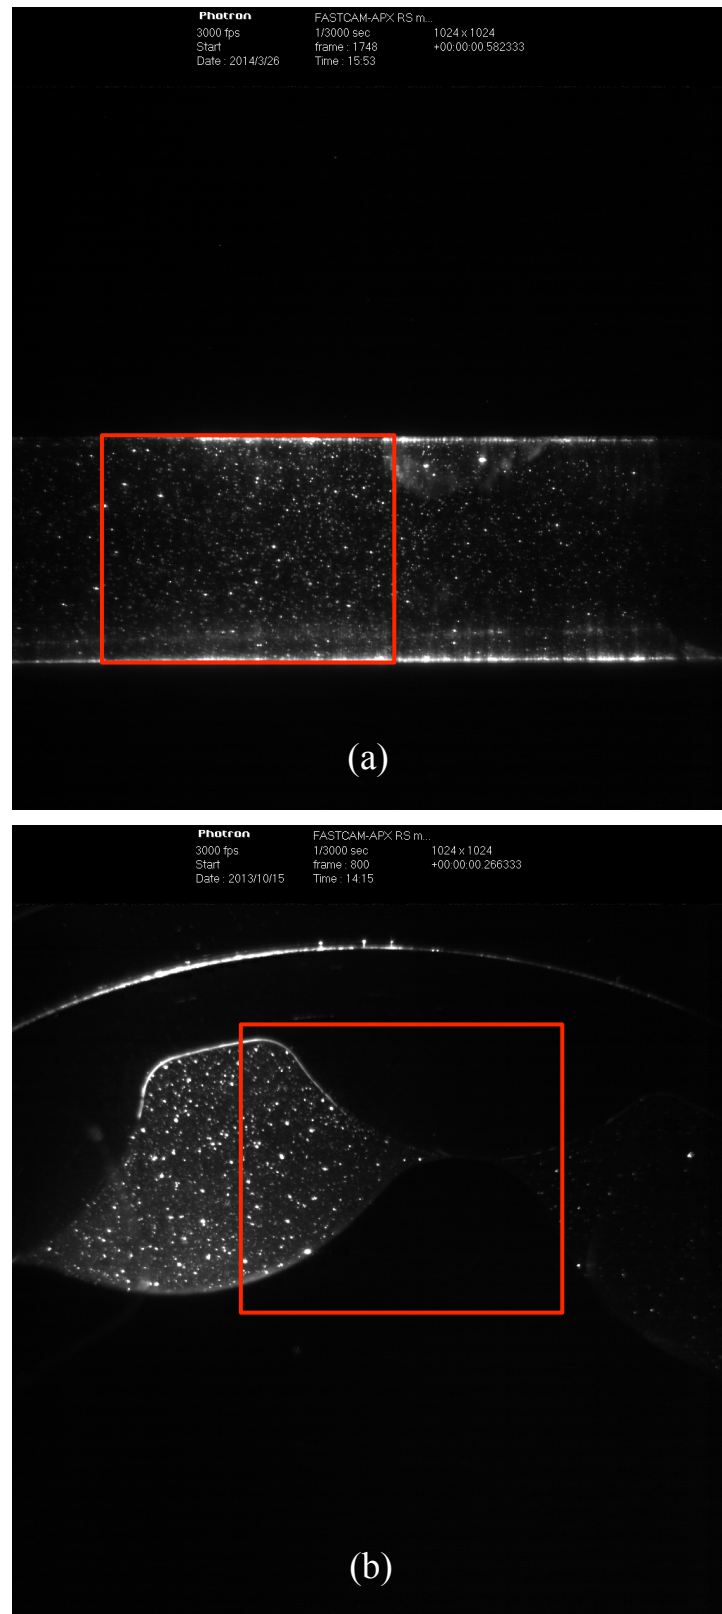 Photron FASTCAM-APX RS m...
3000 fps 1/3000 sec 1024 x 1024
Start frame : 1748 +00:00:00.582333
Date : 2014/3/26 Time : 15:53
(a)
Photron FASTCAM-APX RS m...
3000 fps 1/3000 sec 1024 x 1024
Start frame : 800 +00:00:00.266333
Date : 2013/10/15 Time : 14:15
(b)